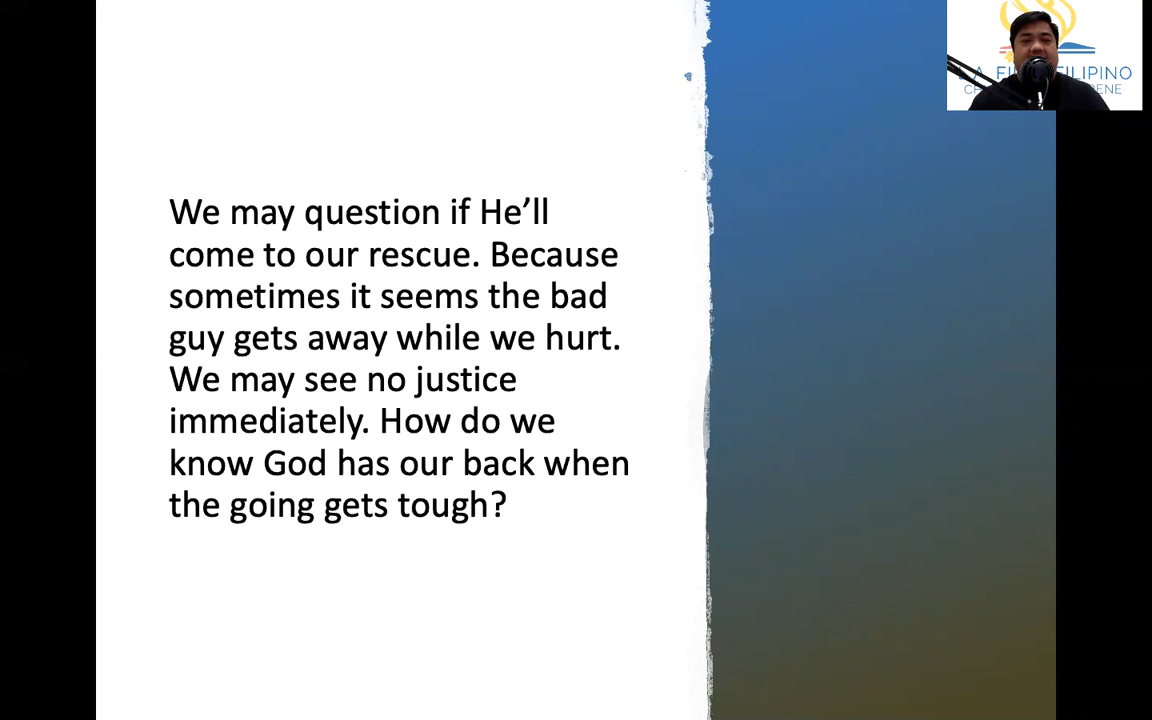 We may question if He’ll
come to our rescue. Because
sometimes it seems the bad
guy gets away while we hurt.
We may see no justice
immediately. How do we
know God has our back when
the going gets tough?
FILIPINO